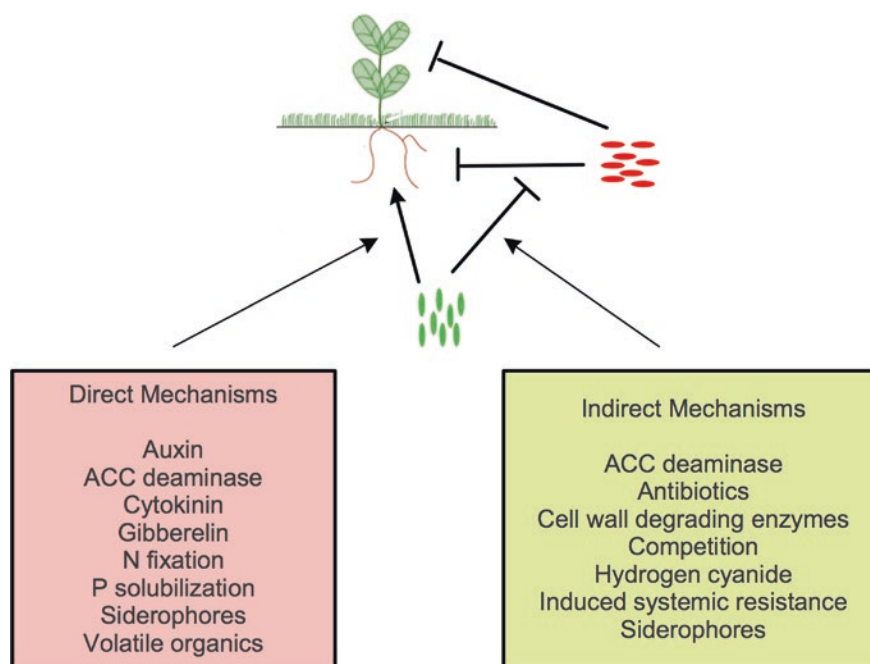 Direct Mechanisms
Auxin
ACC deaminase
Cytokinin
Gibberelin
N fixation
P solubilization
Siderophores
Volatile organics
Indirect Mechanisms
ACC deaminase
Antibiotics
Cell wall degrading enzymes
Competition
Hydrogen cyanide
Induced systemic resistance
Siderophores